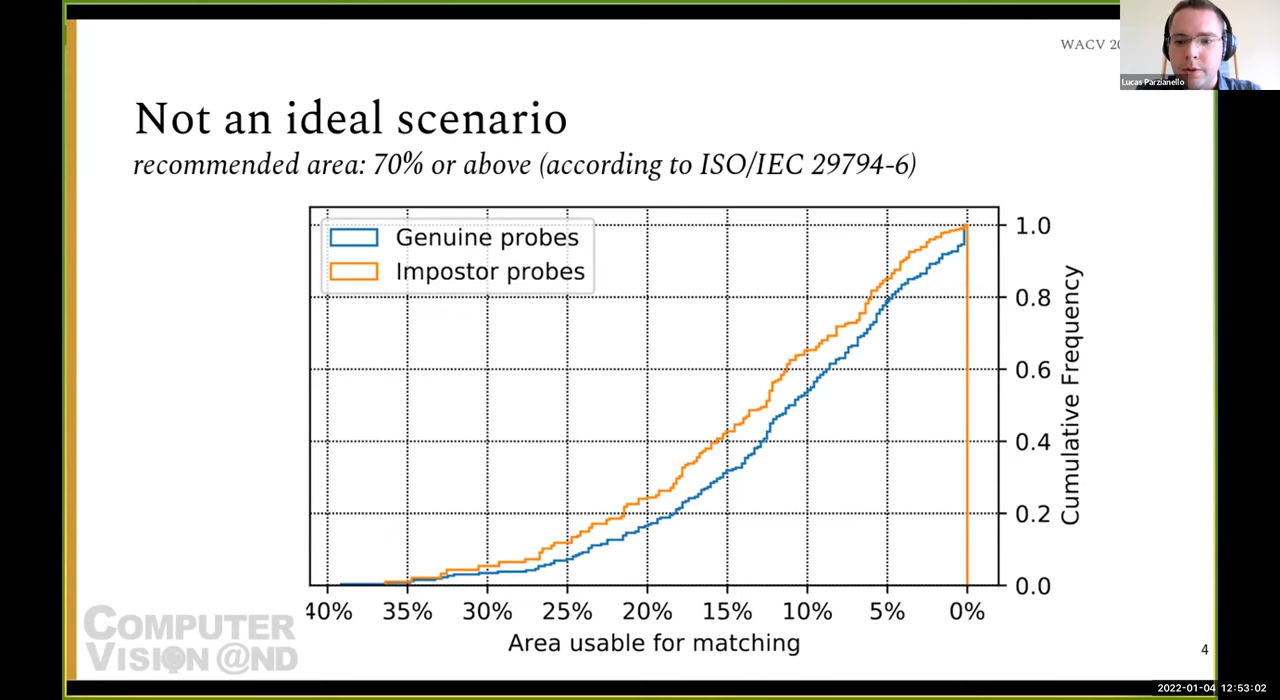 WACV 20
Lucas Parzianello
Not an ideal scenario
recommended area: 70% or above (according to ISO/IEC 29794-6)
Genuine probes
Impostor probes
1.0
0.8
0.6
0.4
0.2
0.0
Cumulative Frequency
40% 35% 30% 25% 20% 15% 10% 5% 0%
Area usable for matching
COMPUTER
VISION @ND
4
2022-01-04 12:53:02